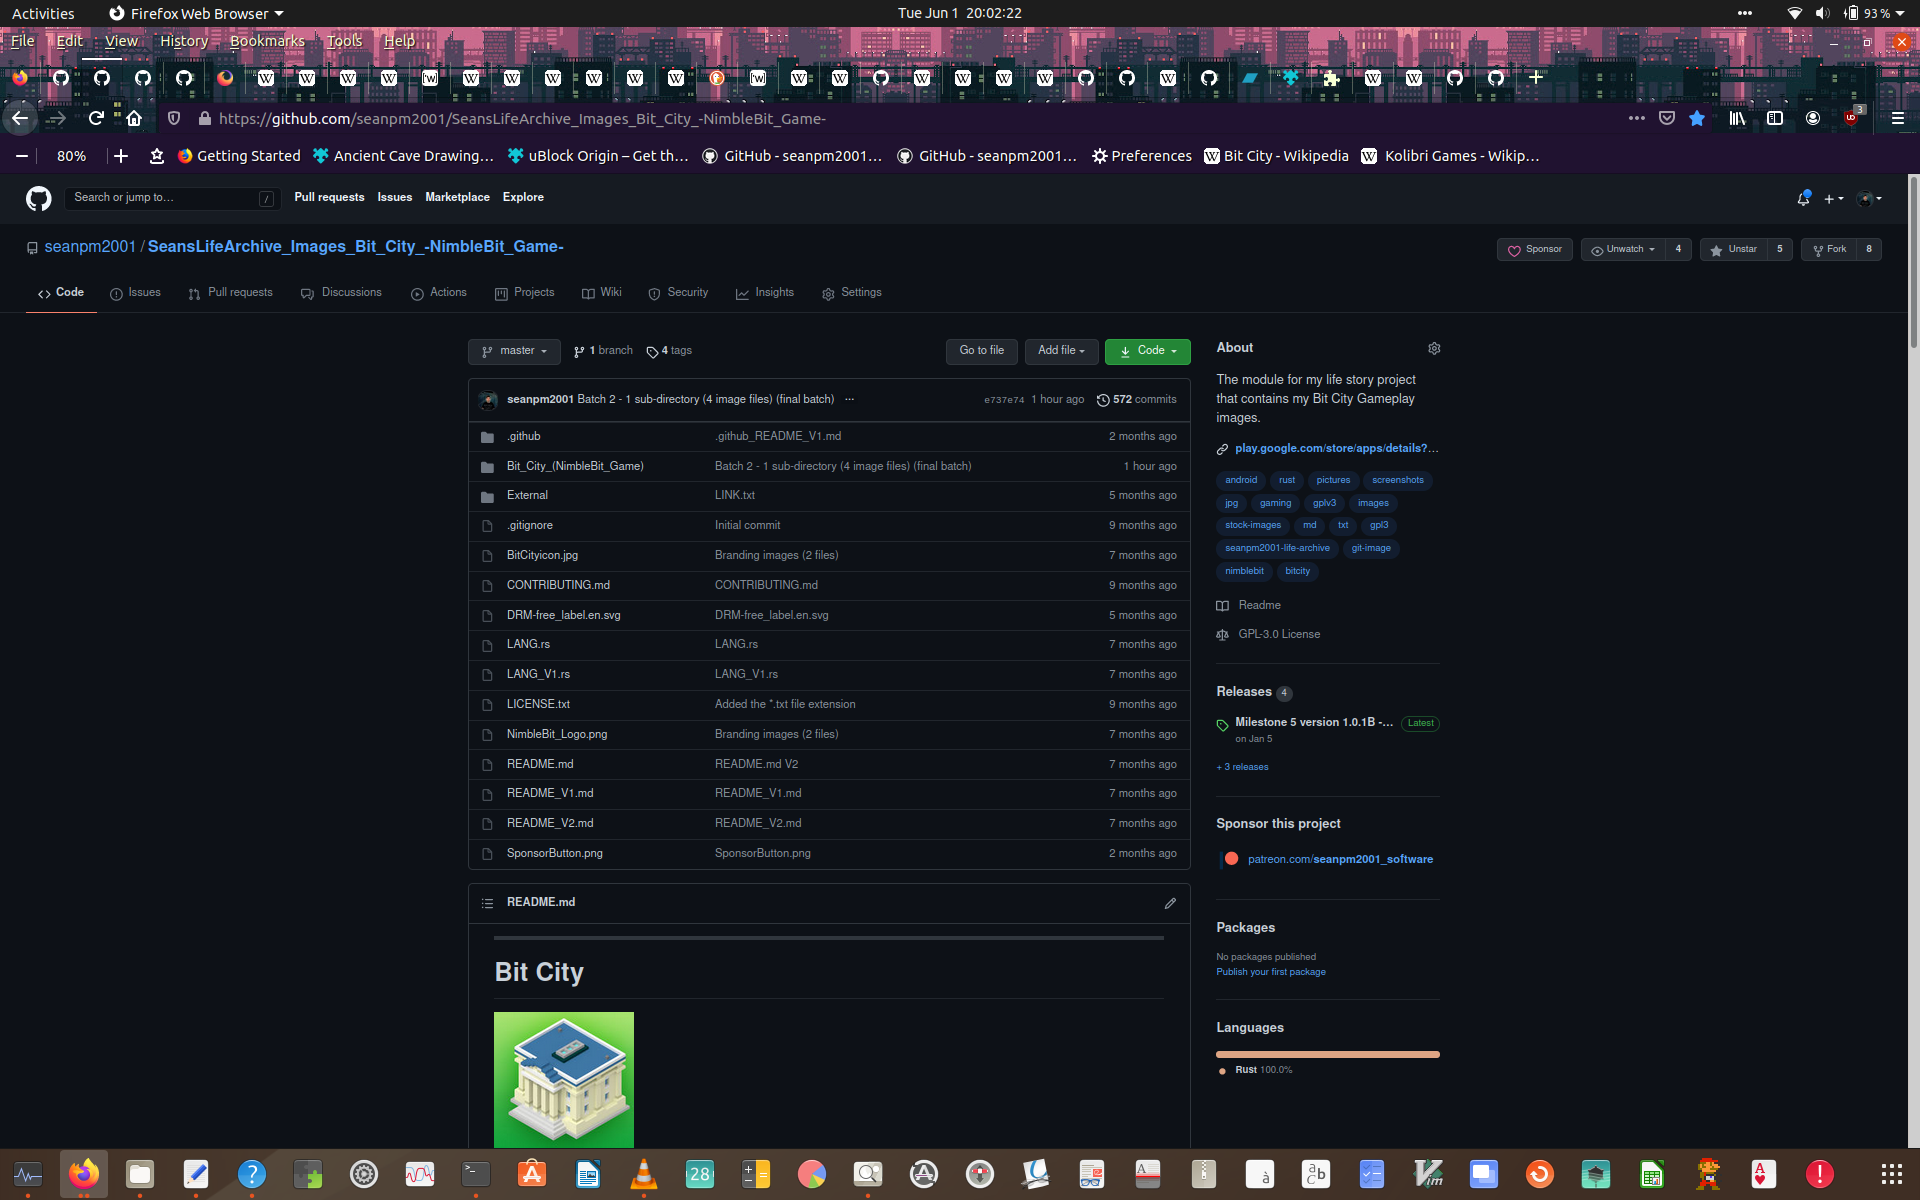 Activities Firefox Web Browser Tue Jun 1 20:02:22 93 %
File Edit View History Bookmarks Tools Help
https://github.com/seanpm2001/SeansLifeArchive_Images_Bit_City_-NimbleBit_Game- 3
80% Getting Started Ancient Cave Drawing… uBlock Origin – Get th… GitHub - seanpm2001… GitHub - seanpm2001… Preferences Bit City - Wikipedia Kolibri Games - Wikip…
Search or jump to… / Pull requests Issues Marketplace Explore
seanpm2001 / SeansLifeArchive_Images_Bit_City_-NimbleBit_Game- Sponsor Unwatch 4 Unstar 5 Fork 8
Code Issues Pull requests Discussions Actions Projects Wiki Security Insights Settings
master 1 branch 4 tags Go to file Add file Code
seanpm2001 Batch 2 - 1 sub-directory (4 image files) (final batch) ... e737e74 1 hour ago 572 commits
.github .github_README_V1.md 2 months ago
Bit_City_(NimbleBit_Game) Batch 2 - 1 sub-directory (4 image files) (final batch) 1 hour ago
External LINK.txt 5 months ago
.gitignore Initial commit 9 months ago
BitCityicon.jpg Branding images (2 files) 7 months ago
CONTRIBUTING.md CONTRIBUTING.md 9 months ago
DRM-free_label.en.svg DRM-free_label.en.svg 5 months ago
LANG.rs LANG.rs 7 months ago
LANG_V1.rs LANG_V1.rs 7 months ago
LICENSE.txt Added the *.txt file extension 9 months ago
NimbleBit_Logo.png Branding images (2 files) 7 months ago
README.md README.md V2 7 months ago
README_V1.md README_V1.md 7 months ago
README_V2.md README_V2.md 7 months ago
SponsorButton.png SponsorButton.png 2 months ago
README.md
Bit City
About
The module for my life story project
that contains my Bit City Gameplay
images.
play.google.com/store/apps/details?…
android rust pictures screenshots
jpg gaming gplv3 images
stock-images md txt gpl3
seanpm2001-life-archive git-image
nimblebit bitcity
Readme
GPL-3.0 License
Releases 4
Milestone 5 version 1.0.1B -… Latest
on Jan 5
+ 3 releases
Sponsor this project
patreon.com/seanpm2001_software
Packages
No packages published
Publish your first package
Languages
Rust 100.0%
28